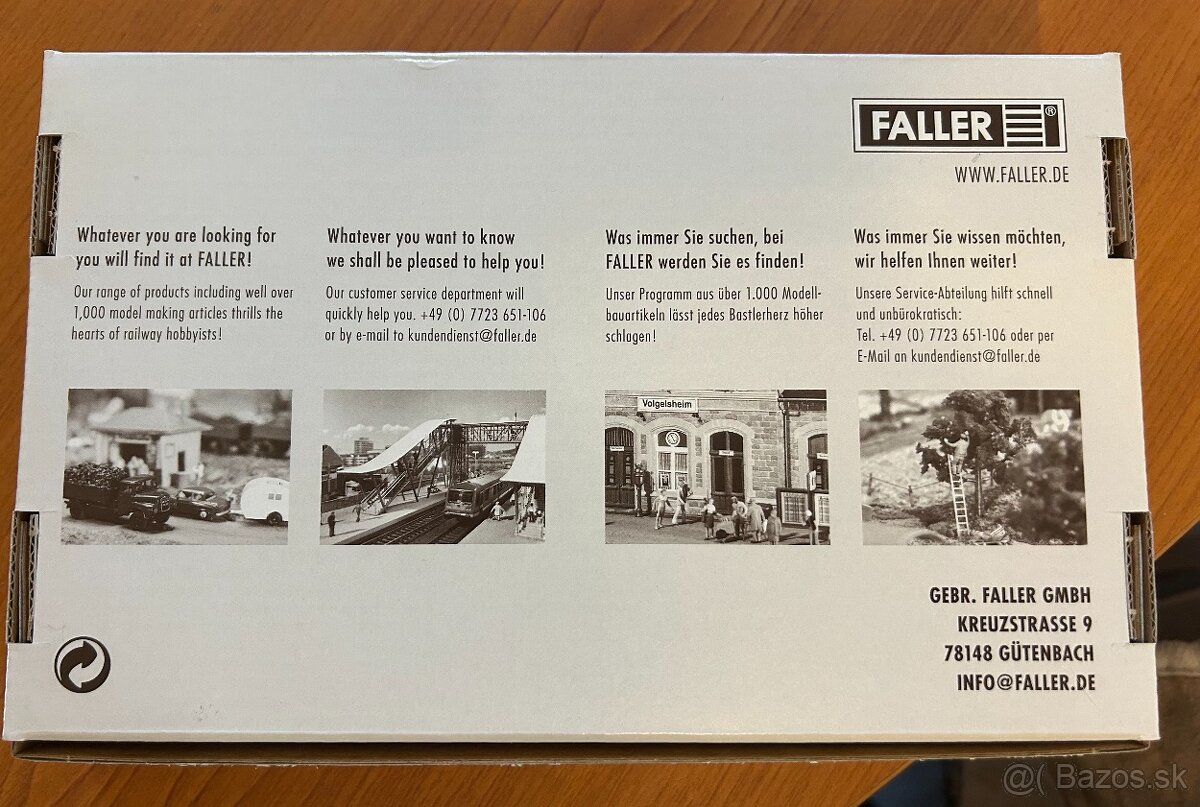 FALLER ®
WWW.FALLER.DE
Whatever you are looking for
you will find it at FALLER!
Our range of products including well over
1,000 model making articles thrills the
hearts of railway hobbyists!
Whatever you want to know
we shall be pleased to help you!
Our customer service department will
quickly help you. +49 (0) 7723 651-106
or by e-mail to kundendienst@faller.de
Was immer Sie suchen, bei
FALLER werden Sie es finden!
Unser Programm aus über 1.000 Modell-
bauartikeln lässt jedes Bastlerherz höher
schlagen!
Was immer Sie wissen möchten,
wir helfen Ihnen weiter!
Unsere Service-Abteilung hilft schnell
und unbürokratisch:
Tel. +49 (0) 7723 651-106 oder per
E-Mail an kundendienst@faller.de
Volgelsheim
GEBR. FALLER GMBH
KREUZSTRASSE 9
78148 GÜTENBACH
INFO@FALLER.DE
@( Bazos.sk